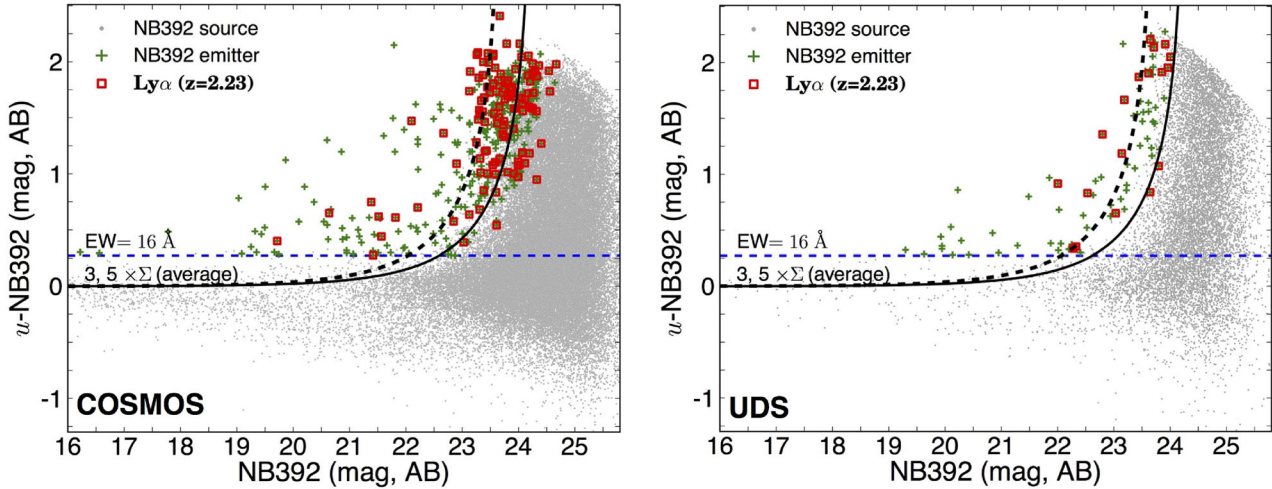 NB392 source
NB392 emitter
Lyα (z=2.23)
EW= 16 Å
3, 5 ×Σ (average)
COSMOS
2
1
0
-1
u-NB392 (mag, AB)
16 17 18 19 20 21 22 23 24 25
NB392 (mag, AB)
NB392 source
NB392 emitter
Lyα (z=2.23)
EW= 16 Å
3, 5 ×Σ (average)
UDS
2
1
0
-1
u-NB392 (mag, AB)
16 17 18 19 20 21 22 23 24 25
NB392 (mag, AB)